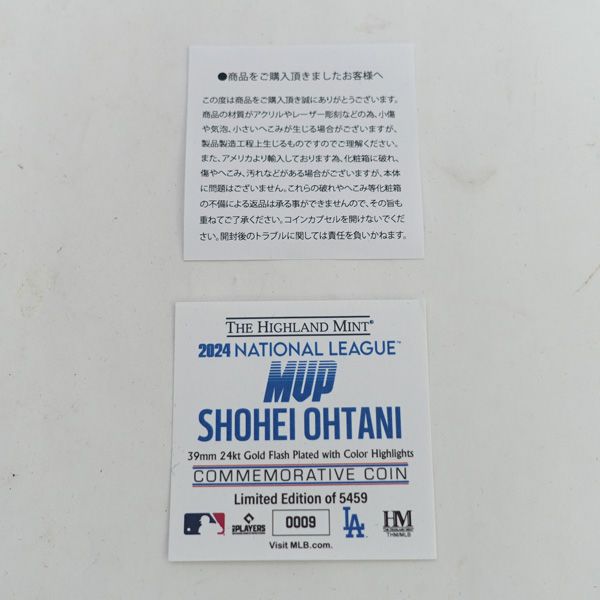 ●商品をご購入頂きましたお客様へ
この度は商品をご購入頂き誠にありがとうございます。
商品の材質がアクリルやレーザー彫刻などの為、小傷
や気泡、小さいへこみが生じる場合がございますが、
製品製造工程上生じるものですのでご理解ください。
また、アメリカより輸入しております為、化粧箱に破れ、
傷やへこみ、汚れなどがある場合がございますが、本体
に問題はございません。これらの破れやへこみ等化粧箱
の不備による返品は承る事ができませんので、その旨も
重ねてご了承ください。コインカプセルを開けないでくだ
さい。開封後のトラブルに関しては責任を負いかねます。
THE HIGHLAND MINT®
2024 NATIONAL LEAGUE™
MVP
SHOHEI OHTANI
39mm 24kt Gold Flash Plated with Color Highlights
COMMEMORATIVE COIN
Limited Edition of 5459
PLAYERS 0009 LA HM
THE HIGHLAND MINT
THM/MLB
Visit MLB.com.